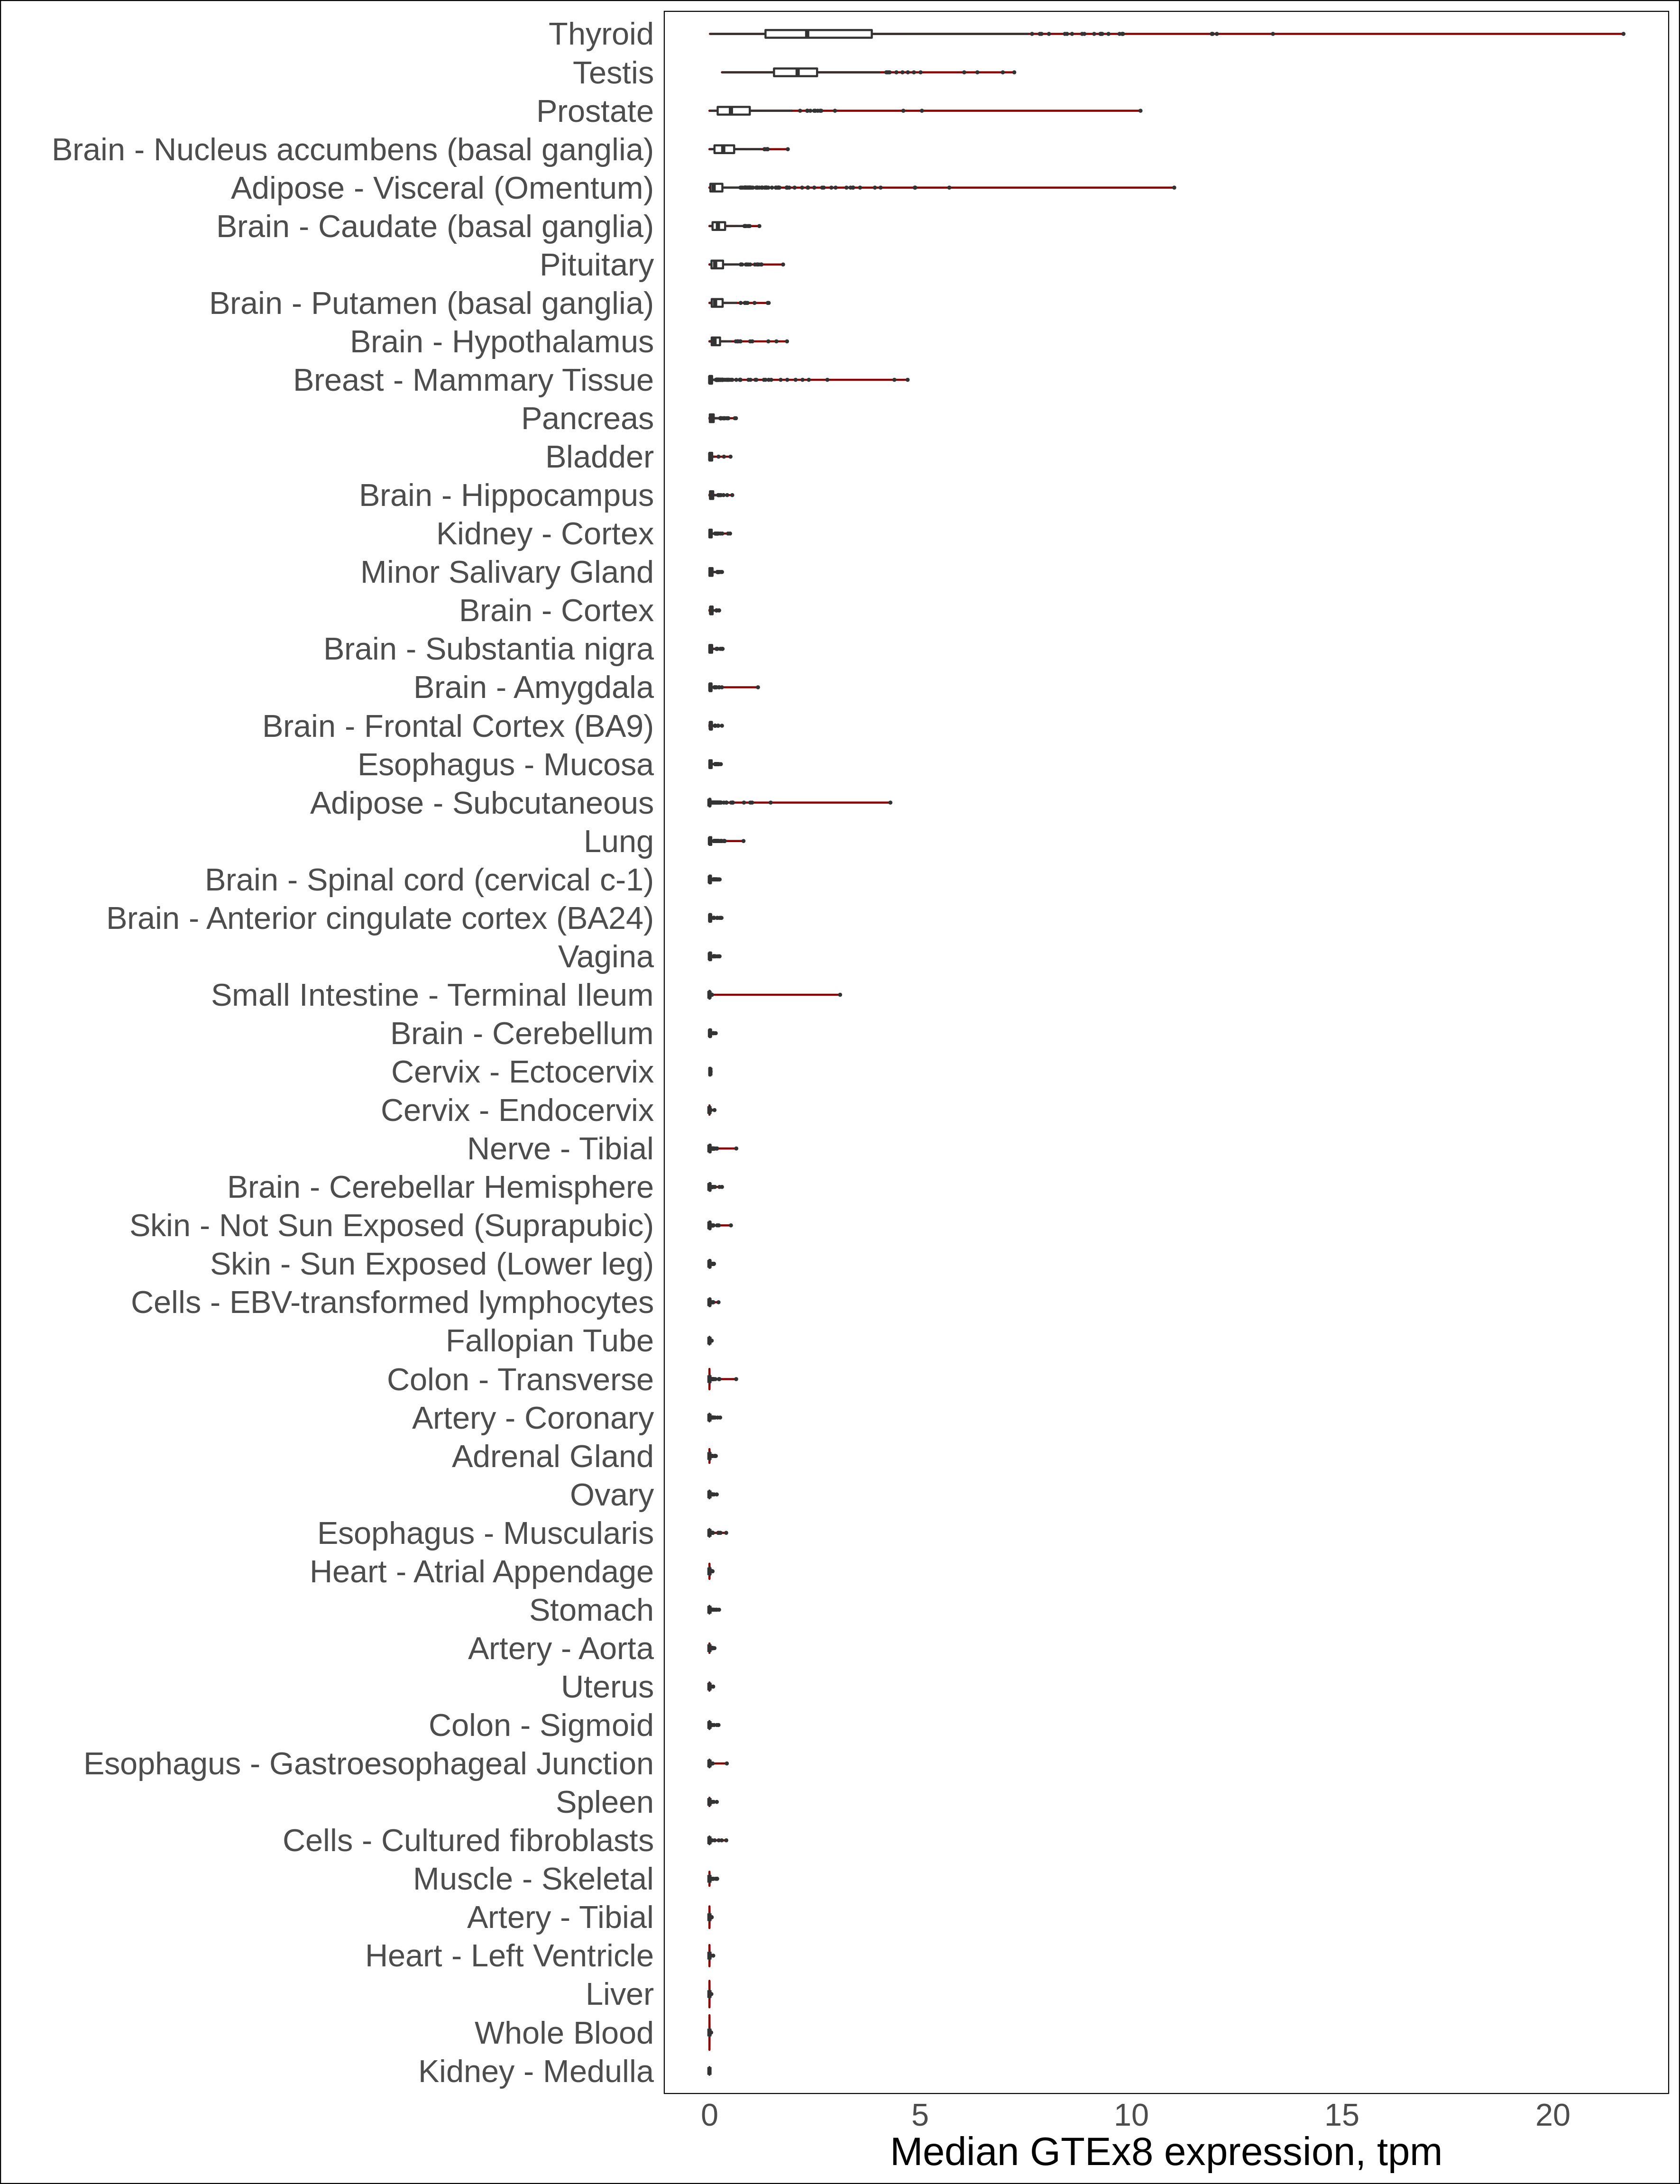 Thyroid
Testis
Prostate
Brain - Nucleus accumbens (basal ganglia)
Adipose - Visceral (Omentum)
Brain - Caudate (basal ganglia)
Pituitary
Brain - Putamen (basal ganglia)
Brain - Hypothalamus
Breast - Mammary Tissue
Pancreas
Bladder
Brain - Hippocampus
Kidney - Cortex
Minor Salivary Gland
Brain - Cortex
Brain - Substantia nigra
Brain - Amygdala
Brain - Frontal Cortex (BA9)
Esophagus - Mucosa
Adipose - Subcutaneous
Lung
Brain - Spinal cord (cervical c-1)
Brain - Anterior cingulate cortex (BA24)
Vagina
Small Intestine - Terminal Ileum
Brain - Cerebellum
Cervix - Ectocervix
Cervix - Endocervix
Nerve - Tibial
Brain - Cerebellar Hemisphere
Skin - Not Sun Exposed (Suprapubic)
Skin - Sun Exposed (Lower leg)
Cells - EBV-transformed lymphocytes
Fallopian Tube
Colon - Transverse
Artery - Coronary
Adrenal Gland
Ovary
Esophagus - Muscularis
Heart - Atrial Appendage
Stomach
Artery - Aorta
Uterus
Colon - Sigmoid
Esophagus - Gastroesophageal Junction
Spleen
Cells - Cultured fibroblasts
Muscle - Skeletal
Artery - Tibial
Heart - Left Ventricle
Liver
Whole Blood
Kidney - Medulla
0 5 10 15 20
Median GTEx8 expression, tpm